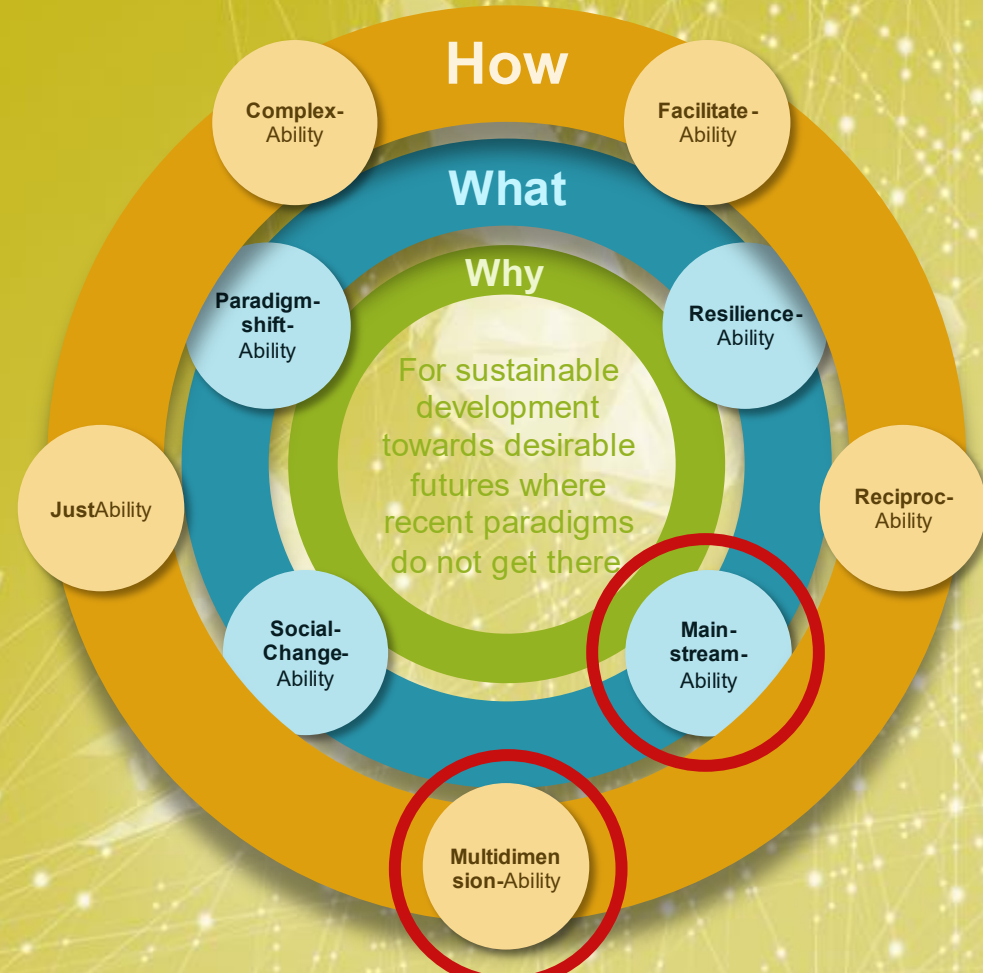 How
Complex-
Ability
Facilitate-
Ability
What
Why
Paradigm-
shift-
Ability
Resilience-
Ability
For sustainable
development
towards desirable
futures where
recent paradigms
do not get there
JustAbility
Reciproc-
Ability
Social-
Change-
Ability
Main-
stream-
Ability
Multidimen
sion-Ability